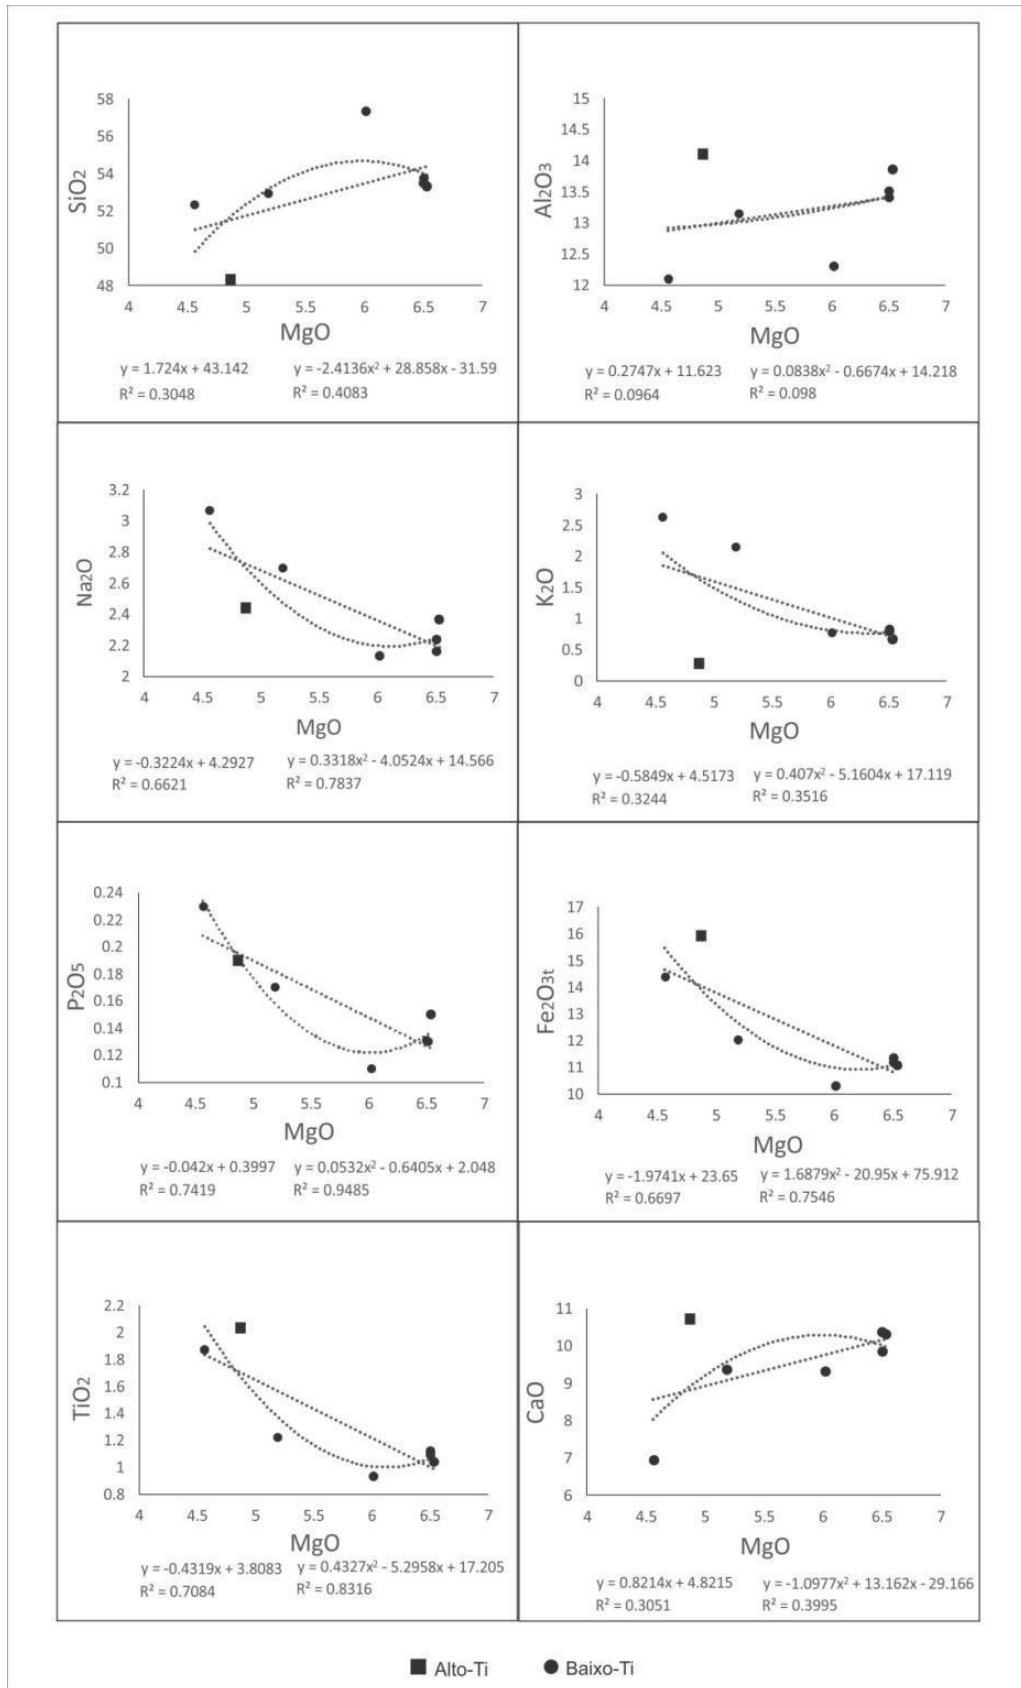 58
56
54
52
50
48
4
4.5
5
5.5
6
6.5
7
SiO2
MgO
y = 1.724x + 43.142
R² = 0.3048
y = -2.4136x² + 28.858x - 31.59
R² = 0.4083
15
14.5
14
13.5
13
12.5
12
4
4.5
5
5.5
6
6.5
7
Al2O3
MgO
y = 0.2747x + 11.623
R² = 0.0964
y = 0.0838x² - 0.6674x + 14.218
R² = 0.098
3.2
3
2.8
2.6
2.4
2.2
2
4
4.5
5
5.5
6
6.5
7
Na2O
MgO
y = -0.3224x + 4.2927
R² = 0.6621
y = 0.3318x² - 4.0524x + 14.566
R² = 0.7837
3
2.5
2
1.5
1
0.5
0
4
4.5
5
5.5
6
6.5
7
K2O
MgO
y = -0.5849x + 4.5173
R² = 0.3244
y = 0.407x² - 5.1604x + 17.119
R² = 0.3516
0.24
0.22
0.2
0.18
0.16
0.14
0.12
0.1
4
4.5
5
5.5
6
6.5
7
P2O5
MgO
y = -0.042x + 0.3997
R² = 0.7419
y = 0.0532x² - 0.6405x + 2.048
R² = 0.9485
17
16
15
14
13
12
11
10
4
4.5
5
5.5
6
6.5
7
Fe2O3t
MgO
y = -1.9741x + 23.65
R² = 0.6697
y = 1.6879x² - 20.95x + 75.912
R² = 0.7546
2.2
2
1.8
1.6
1.4
1.2
1
0.8
4
4.5
5
5.5
6
6.5
7
TiO2
MgO
y = -0.4319x + 3.8083
R² = 0.7084
y = 0.4327x² - 5.2958x + 17.205
R² = 0.8316
11
10
9
8
7
6
4
4.5
5
5.5
6
6.5
7
CaO
MgO
y = 0.8214x + 4.8215
R² = 0.3051
y = -1.0977x² + 13.162x - 29.166
R² = 0.3995
Alto-Ti
Baixo-Ti